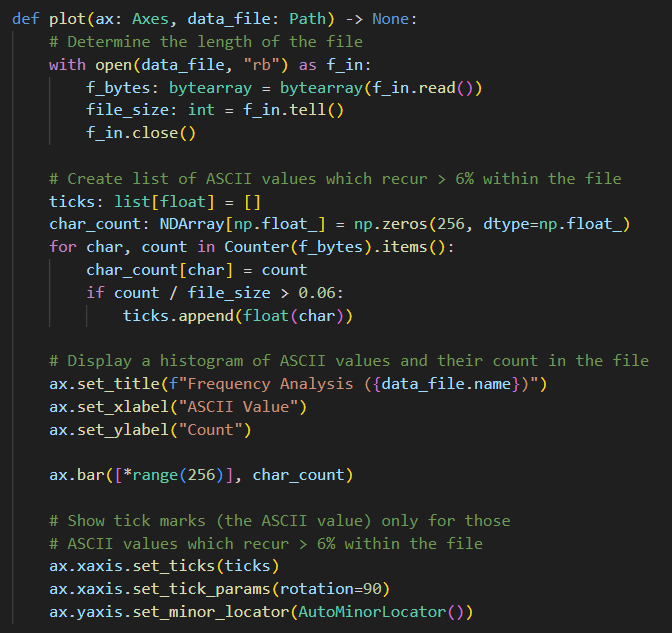 def plot(ax: Axes, data_file: Path) -> None:
    # Determine the length of the file
    with open(data_file, "rb") as f_in:
        f_bytes: bytearray = bytearray(f_in.read())
        file_size: int = f_in.tell()
        f_in.close()

    # Create list of ASCII values which recur > 6% within the file
    ticks: list[float] = []
    char_count: NDArray[np.float_] = np.zeros(256, dtype=np.float_)
    for char, count in Counter(f_bytes).items():
        char_count[char] = count
        if count / file_size > 0.06:
            ticks.append(float(char))

    # Display a histogram of ASCII values and their count in the file
    ax.set_title(f"Frequency Analysis ({data_file.name})")
    ax.set_xlabel("ASCII Value")
    ax.set_ylabel("Count")

    ax.bar([*range(256)], char_count)

    # Show tick marks (the ASCII value) only for those
    # ASCII values which recur > 6% within the file
    ax.xaxis.set_ticks(ticks)
    ax.xaxis.set_tick_params(rotation=90)
    ax.yaxis.set_minor_locator(AutoMinorLocator())